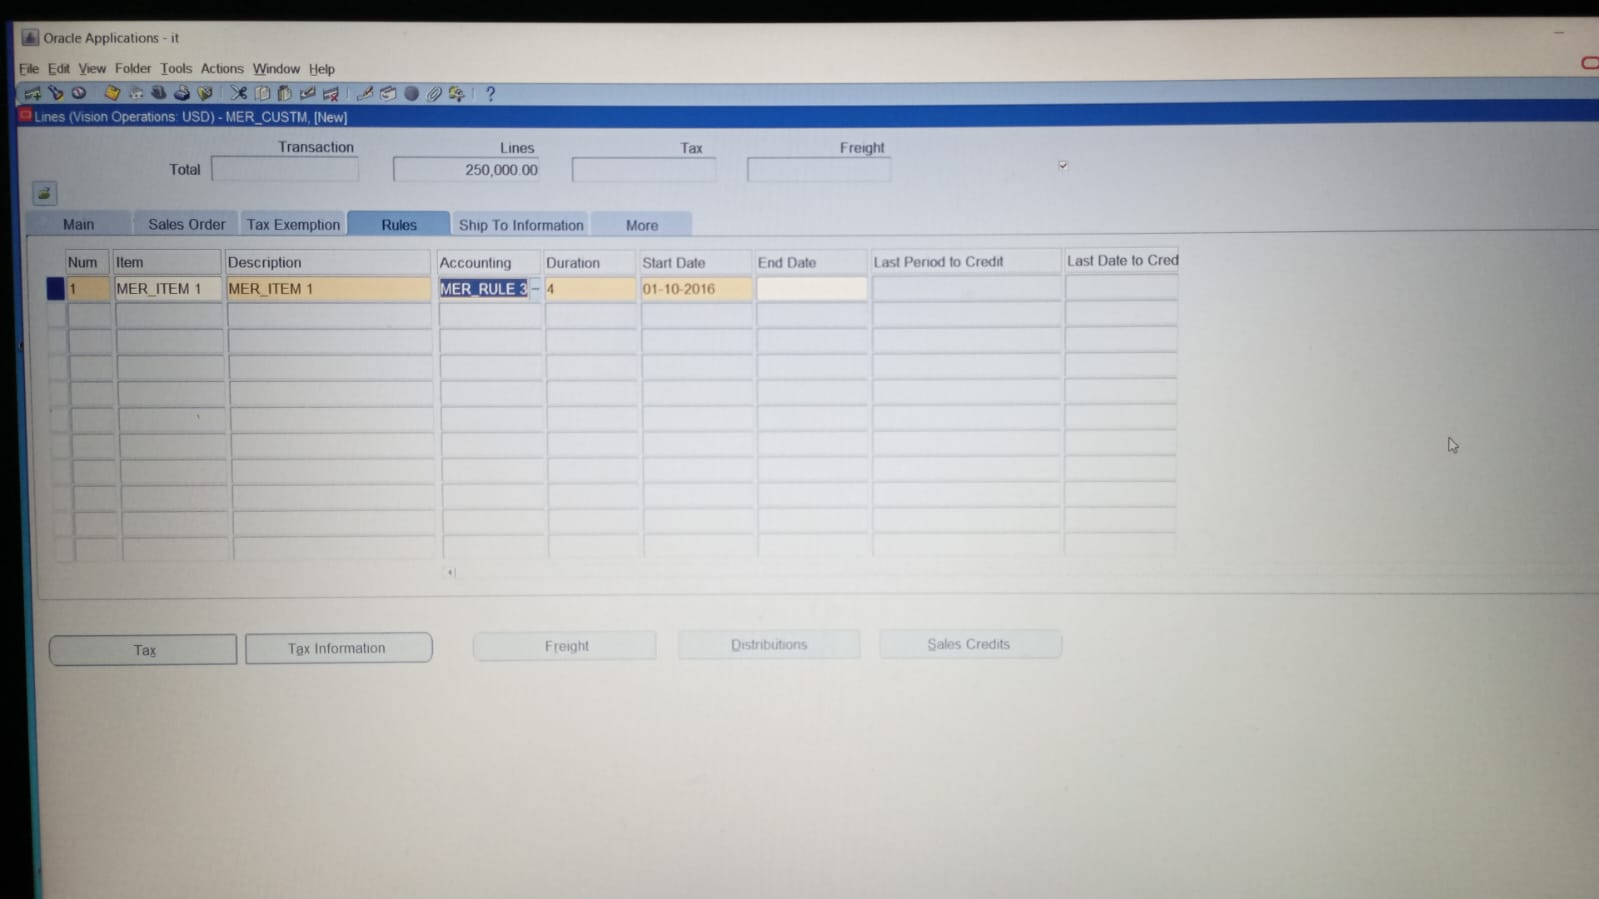 Oracle Applications - it
File Edit View Folder Tools Actions Window Help
Lines (Vision Operations: USD) - MER_CUSTM, [New]
Transaction Lines Tax Freight
Total 250,000.00
Main Sales Order Tax Exemption Rules Ship To Information More
Num Item Description Accounting Duration Start Date End Date Last Period to Credit Last Date to Cred
1 MER_ITEM 1 MER_ITEM 1 MER_RULE 3 ... 4 01-10-2016
Tax Tax Information Freight Distributions Sales Credits